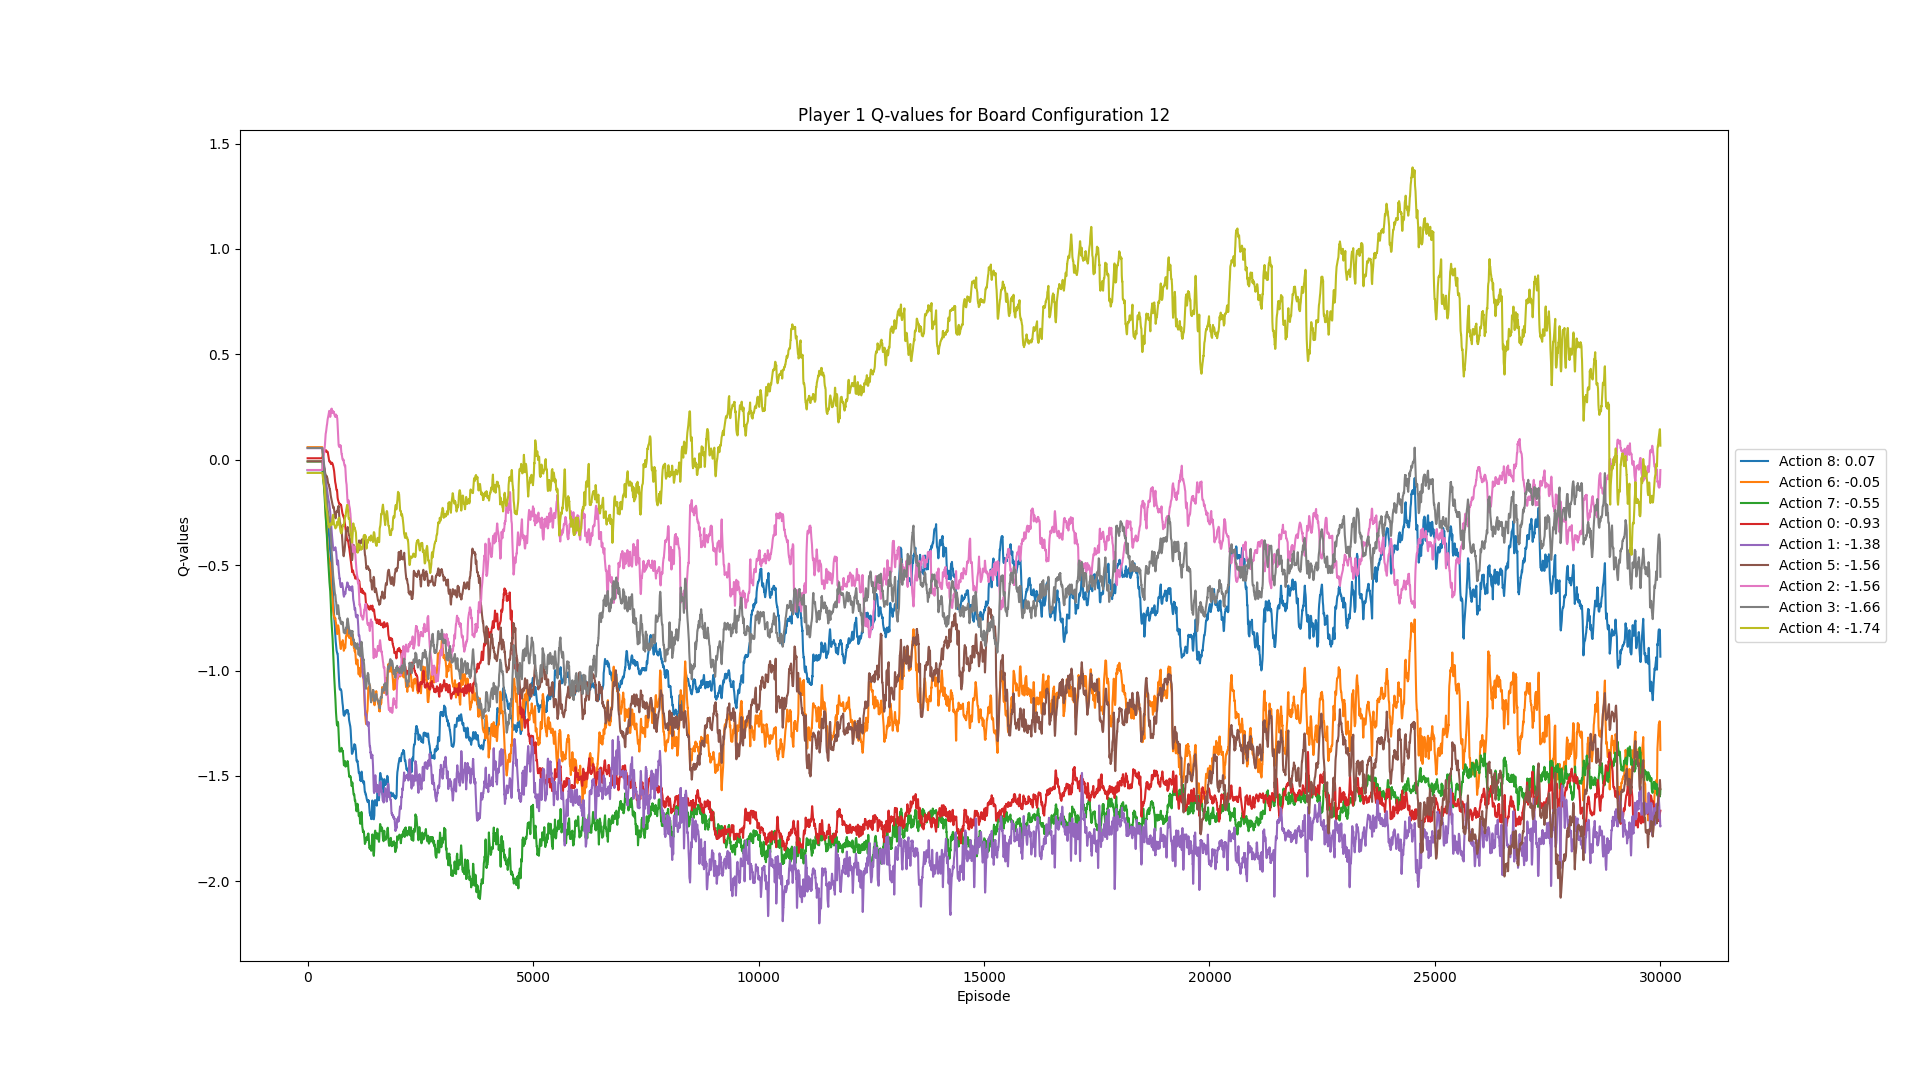 Player 1 Q-values for Board Configuration 12
1.5
1.0
0.5
0.0
−0.5
−1.0
−1.5
−2.0
Q-values
0 5000 10000 15000 20000 25000 30000
Episode
Action 8: 0.07
Action 6: -0.05
Action 7: -0.55
Action 0: -0.93
Action 1: -1.38
Action 5: -1.56
Action 2: -1.56
Action 3: -1.66
Action 4: -1.74